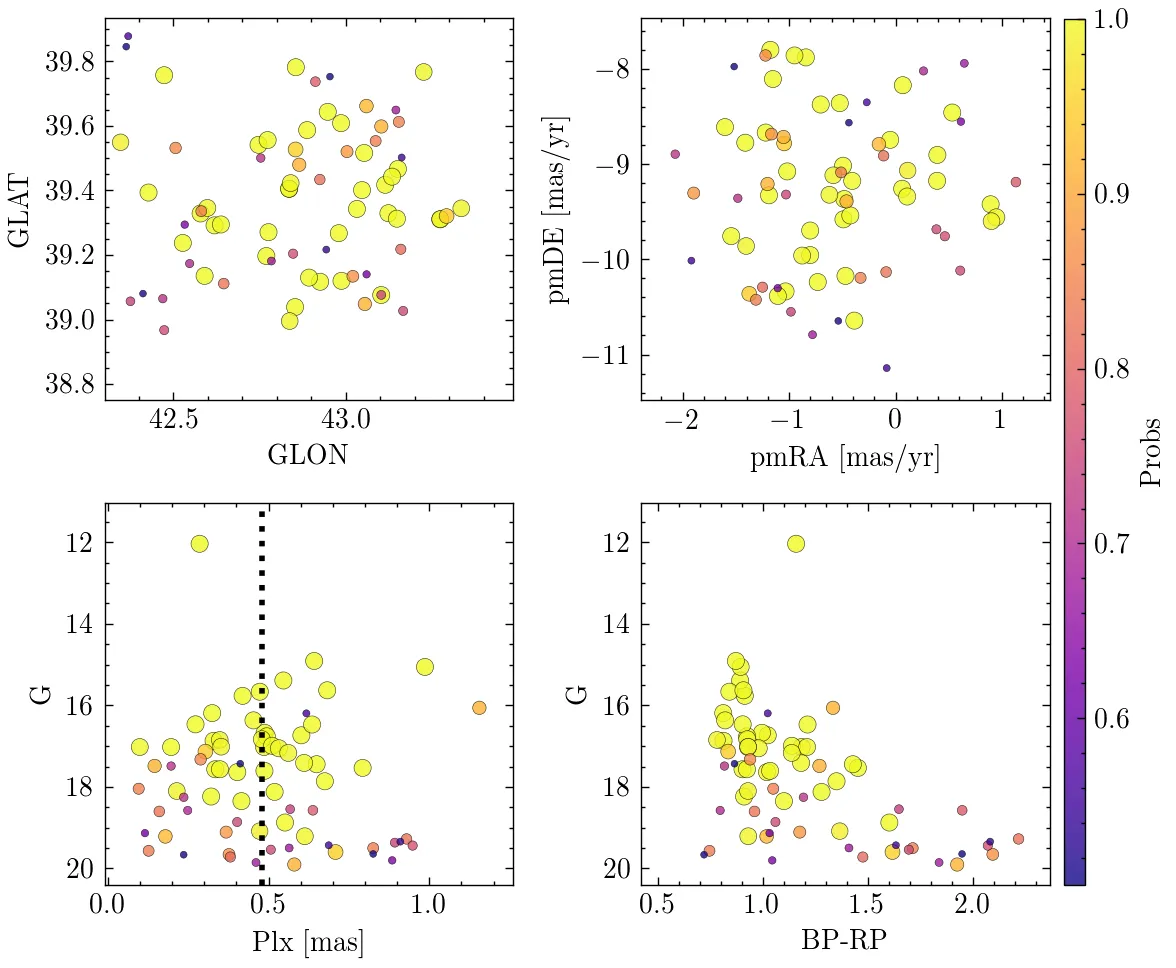 39.8
39.6
39.4
39.2
39.0
38.8
GLAT
42.5 43.0
GLON
−8
−9
−10
−11
pmDE [mas/yr]
−2 −1 0 1
pmRA [mas/yr]
1.0
0.9
0.8
0.7
0.6
Probs
12
14
16
18
20
G
0.0 0.5 1.0
Plx [mas]
12
14
16
18
20
G
0.5 1.0 1.5 2.0
BP-RP